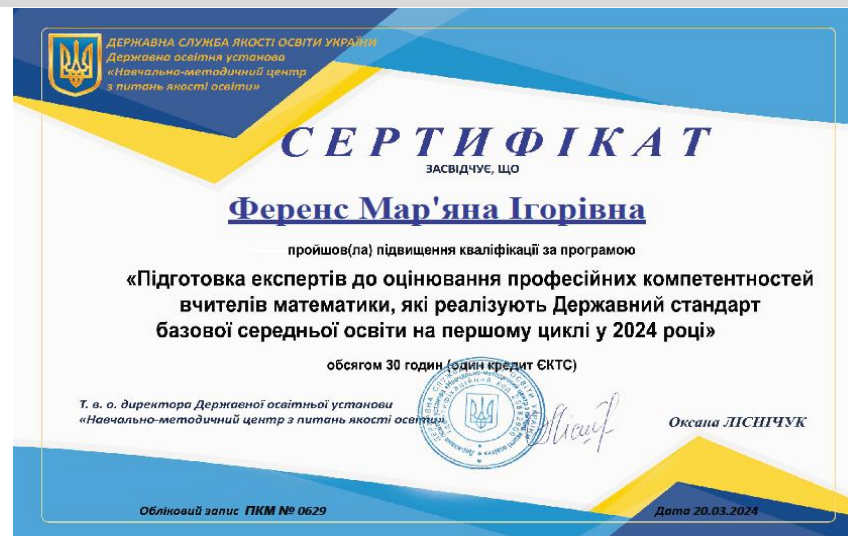 ДЕРЖАВНА СЛУЖБА ЯКОСТІ ОСВІТИ УКРАЇНИ
Державна освітня установа
«Навчально-методичний центр
з питань якості освіти»
СЕРТИФІКАТ
ЗАСВІДЧУЄ, ЩО
Ференс Мар'яна Ігорівна
пройшов(ла) підвищення кваліфікації за програмою
«Підготовка експертів до оцінювання професійних компетентностей
вчителів математики, які реалізують Державний стандарт
базової середньої освіти на першому циклі у 2024 році»
обсягом 30 годин (один кредит ЄКТС)
Т. в. о. директора Державної освітньої установи
«Навчально-методичний центр з питань якості освіти»
Оксана ЛІСНІЧУК
Обліковий запис ПКМ № 0629
Дата 20.03.2024